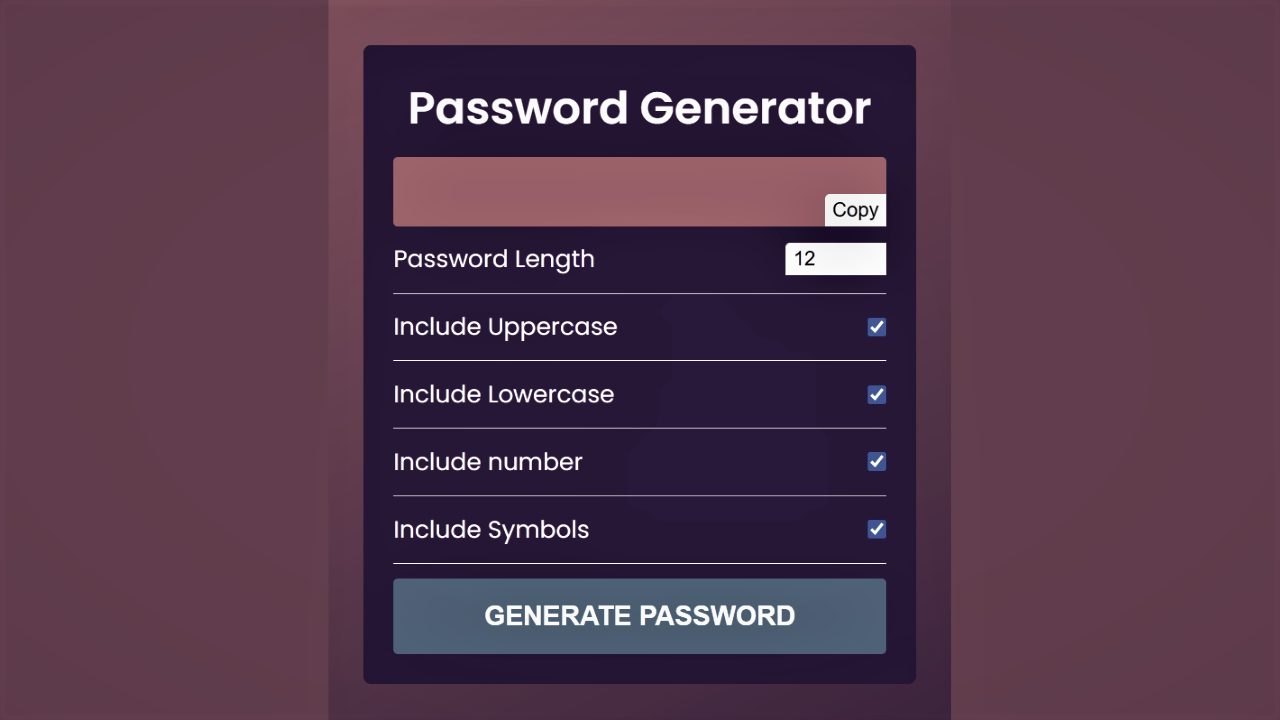 Password Generator
Copy
Password Length 12
Include Uppercase
Include Lowercase
Include number
Include Symbols
GENERATE PASSWORD